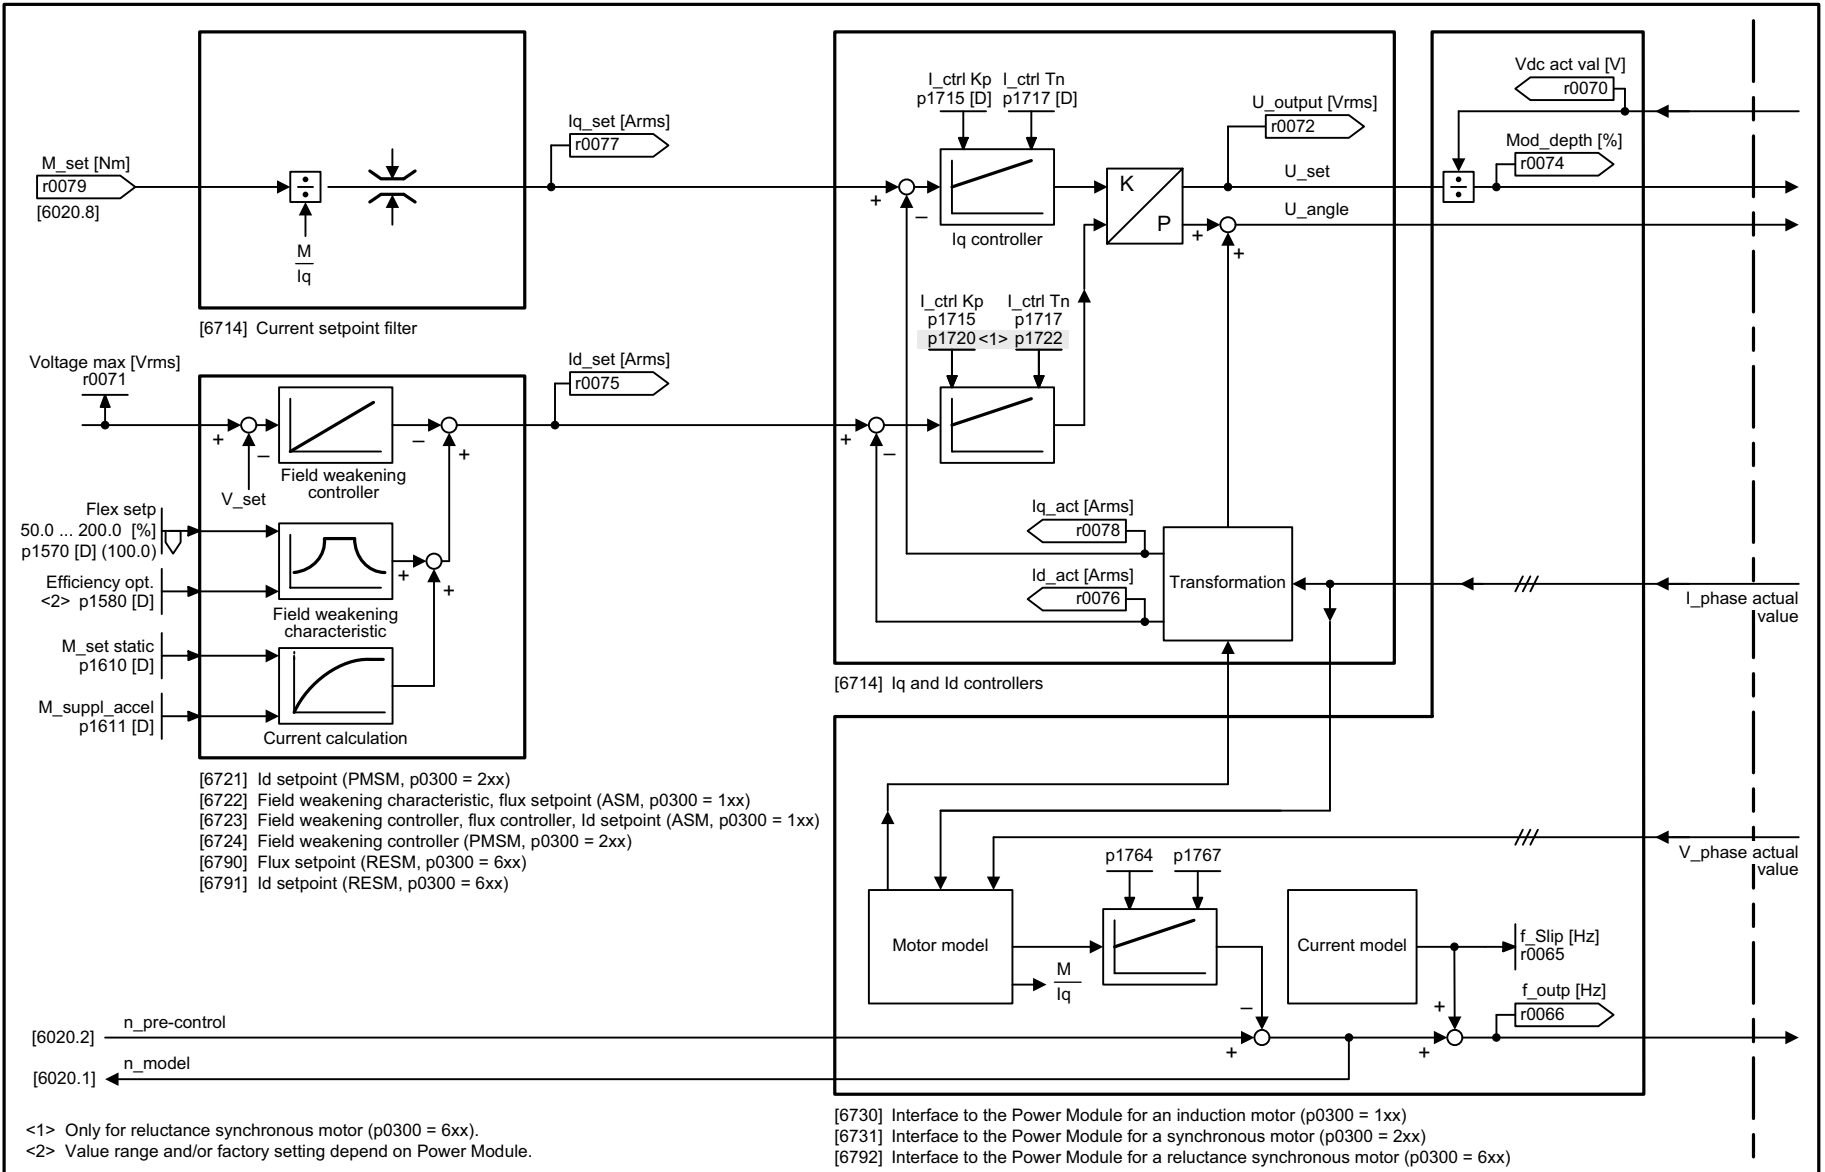 M_set [Nm]
r0079
[6020.8]
÷
M
Iq
[6714] Current setpoint filter
Iq_set [Arms]
r0077
Voltage max [Vrms]
r0071
+
–
V_set
Field weakening
controller
–
+
Id_set [Arms]
r0075
Flex setp
50.0 ... 200.0 [%]
p1570 [D] (100.0)
Efficiency opt.
<2> p1580 [D]
Field weakening
characteristic
+
+
M_set static
p1610 [D]
M_suppl_accel
p1611 [D]
Current calculation
[6721] Id setpoint (PMSM, p0300 = 2xx)
[6722] Field weakening characteristic, flux setpoint (ASM, p0300 = 1xx)
[6723] Field weakening controller, flux controller, Id setpoint (ASM, p0300 = 1xx)
[6724] Field weakening controller (PMSM, p0300 = 2xx)
[6790] Flux setpoint (RESM, p0300 = 6xx)
[6791] Id setpoint (RESM, p0300 = 6xx)
I_ctrl Kp I_ctrl Tn
p1715 [D] p1717 [D]
+
–
Iq controller
K
P
U_output [Vrms]
r0072
U_set
U_angle
+
+
I_ctrl Kp I_ctrl Tn
p1715 p1717
p1720 <1> p1722
+
–
Iq_act [Arms]
r0078
Id_act [Arms]
r0076
Transformation
[6714] Iq and Id controllers
Vdc act val [V]
r0070
Mod_depth [%]
r0074
÷
I_phase actual
value
V_phase actual
value
p1764 p1767
Motor model
M
Iq
Current model
f_Slip [Hz]
r0065
f_outp [Hz]
r0066
–
+
+
+
[6020.2] n_pre-control
[6020.1] n_model
<1> Only for reluctance synchronous motor (p0300 = 6xx).
<2> Value range and/or factory setting depend on Power Module.
[6730] Interface to the Power Module for an induction motor (p0300 = 1xx)
[6731] Interface to the Power Module for a synchronous motor (p0300 = 2xx)
[6792] Interface to the Power Module for a reluctance synchronous motor (p0300 = 6xx)